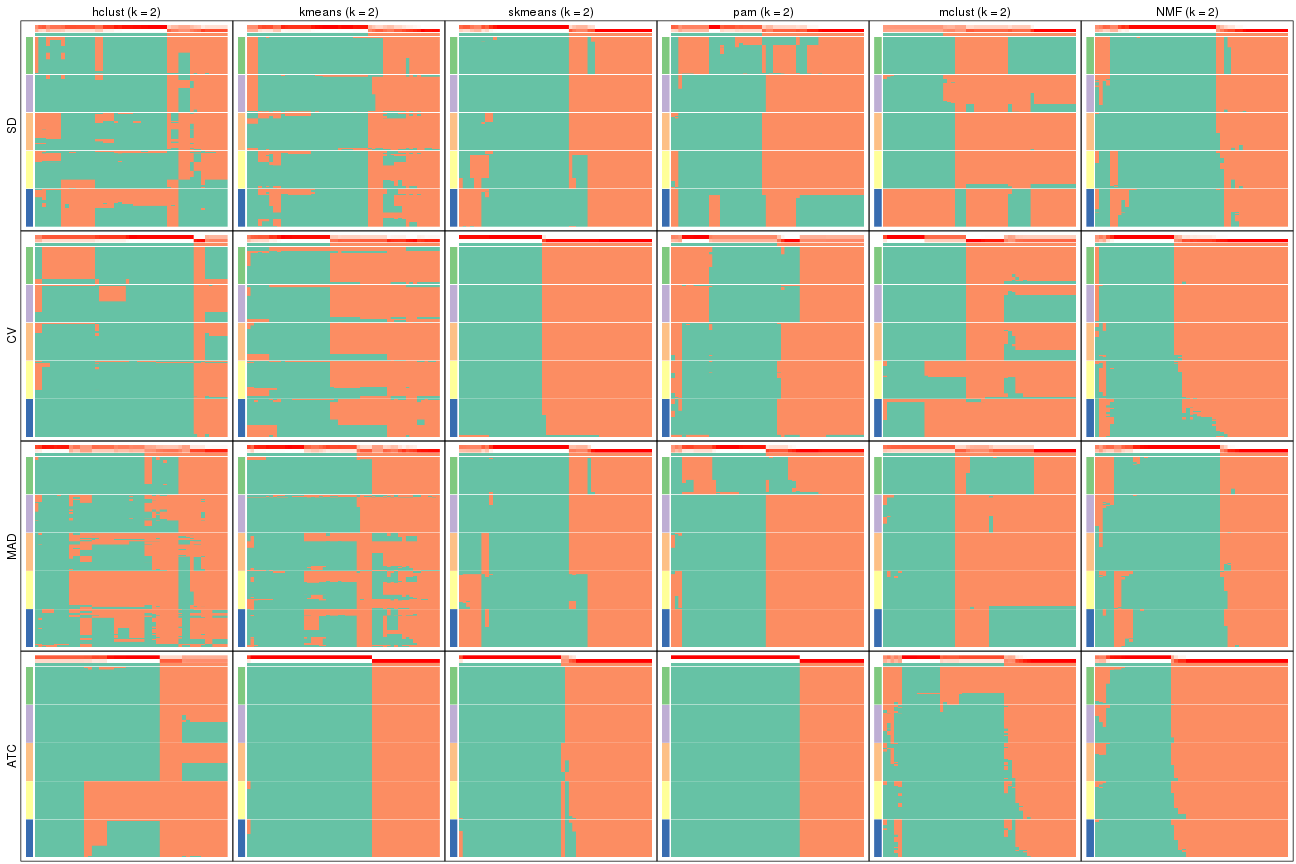 hclust (k = 2)
kmeans (k = 2)
skmeans (k = 2)
pam (k = 2)
mclust (k = 2)
NMF (k = 2)
SD
CV
MAD
ATC